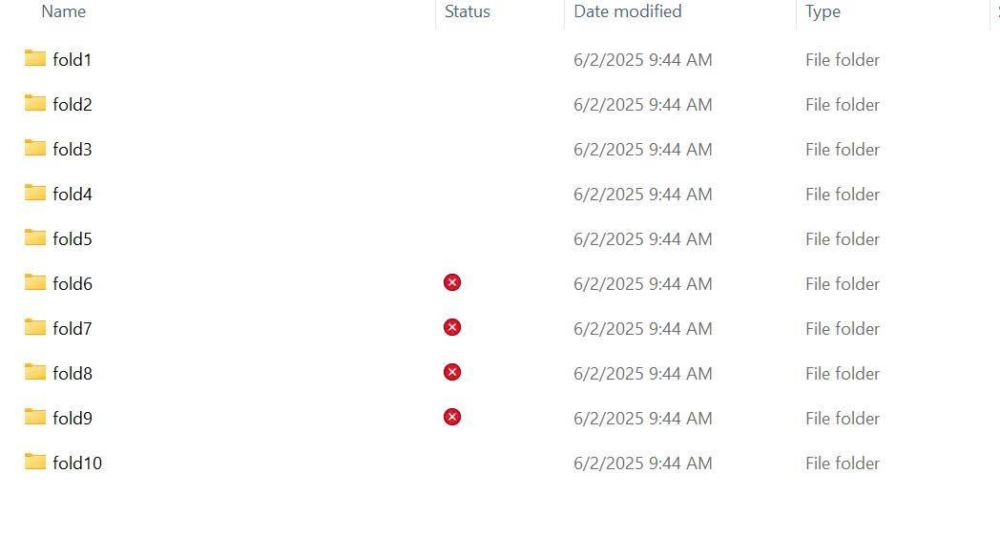 Name Status Date modified Type
fold1 6/2/2025 9:44 AM File folder
fold2 6/2/2025 9:44 AM File folder
fold3 6/2/2025 9:44 AM File folder
fold4 6/2/2025 9:44 AM File folder
fold5 6/2/2025 9:44 AM File folder
fold6 6/2/2025 9:44 AM File folder
fold7 6/2/2025 9:44 AM File folder
fold8 6/2/2025 9:44 AM File folder
fold9 6/2/2025 9:44 AM File folder
fold10 6/2/2025 9:44 AM File folder